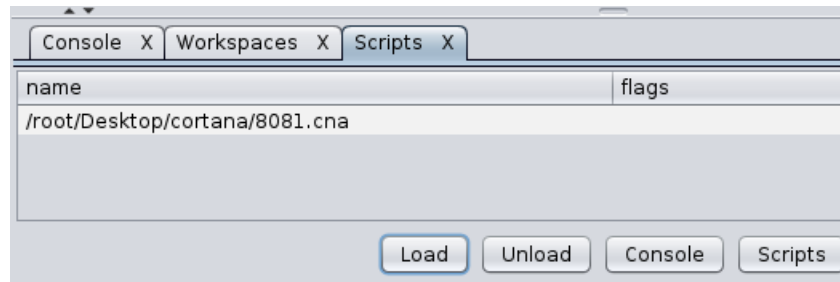 Console X Workspaces X Scripts X
name flags
/root/Desktop/cortana/8081.cna
Load Unload Console Scripts